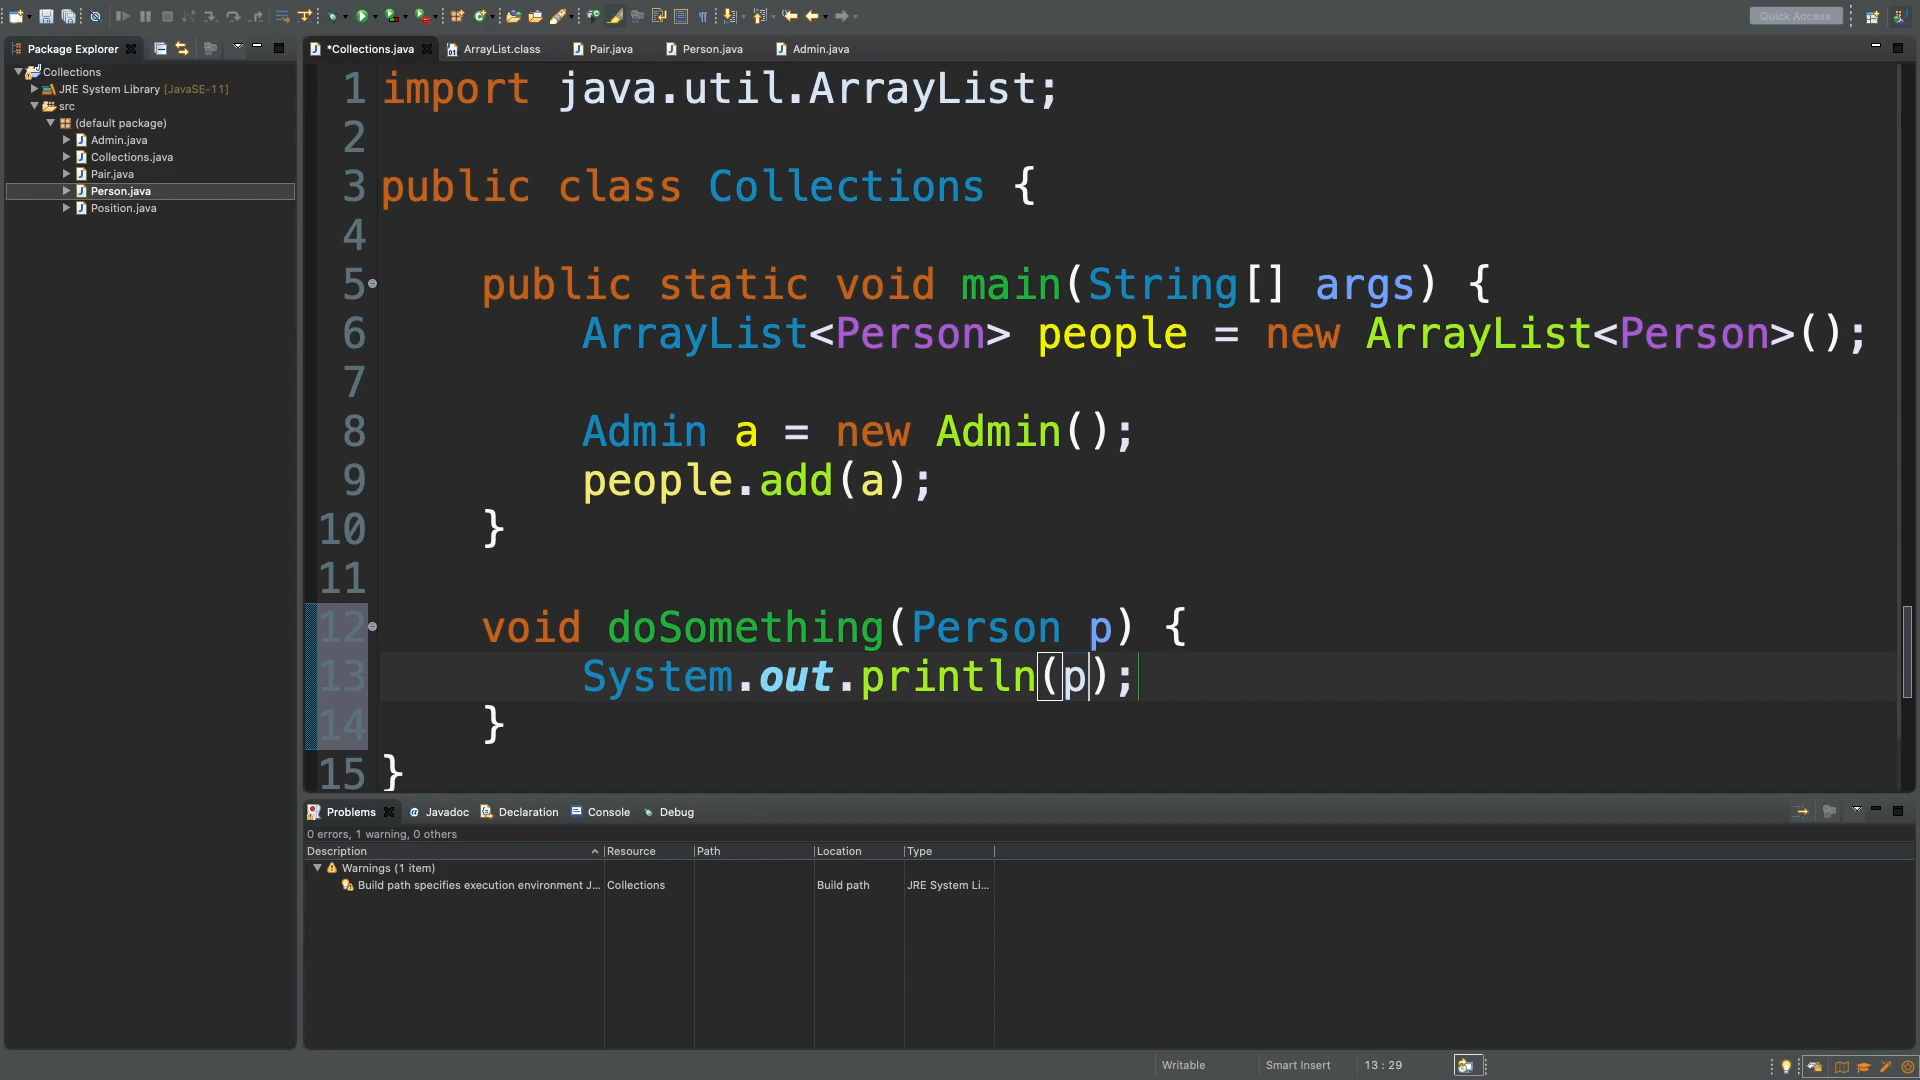 Quick Access
Package Explorer
*Collections.java
ArrayList.class
Pair.java
Person.java
Admin.java
Collections
JRE System Library [JavaSE-11]
src
(default package)
Admin.java
Collections.java
Pair.java
Person.java
Position.java
1 import java.util.ArrayList;
2
3 public class Collections {
4
5 public static void main(String[] args) {
6 ArrayList<Person> people = new ArrayList<Person>();
7
8 Admin a = new Admin();
9 people.add(a);
10 }
11
12 void doSomething(Person p) {
13 System.out.println(p);
14 }
15 }
Problems
Javadoc
Declaration
Console
Debug
0 errors, 1 warning, 0 others
Description Resource Path Location Type
Warnings (1 item)
Build path specifies execution environment J... Collections Build path JRE System Li...
Writable Smart Insert 13 : 29